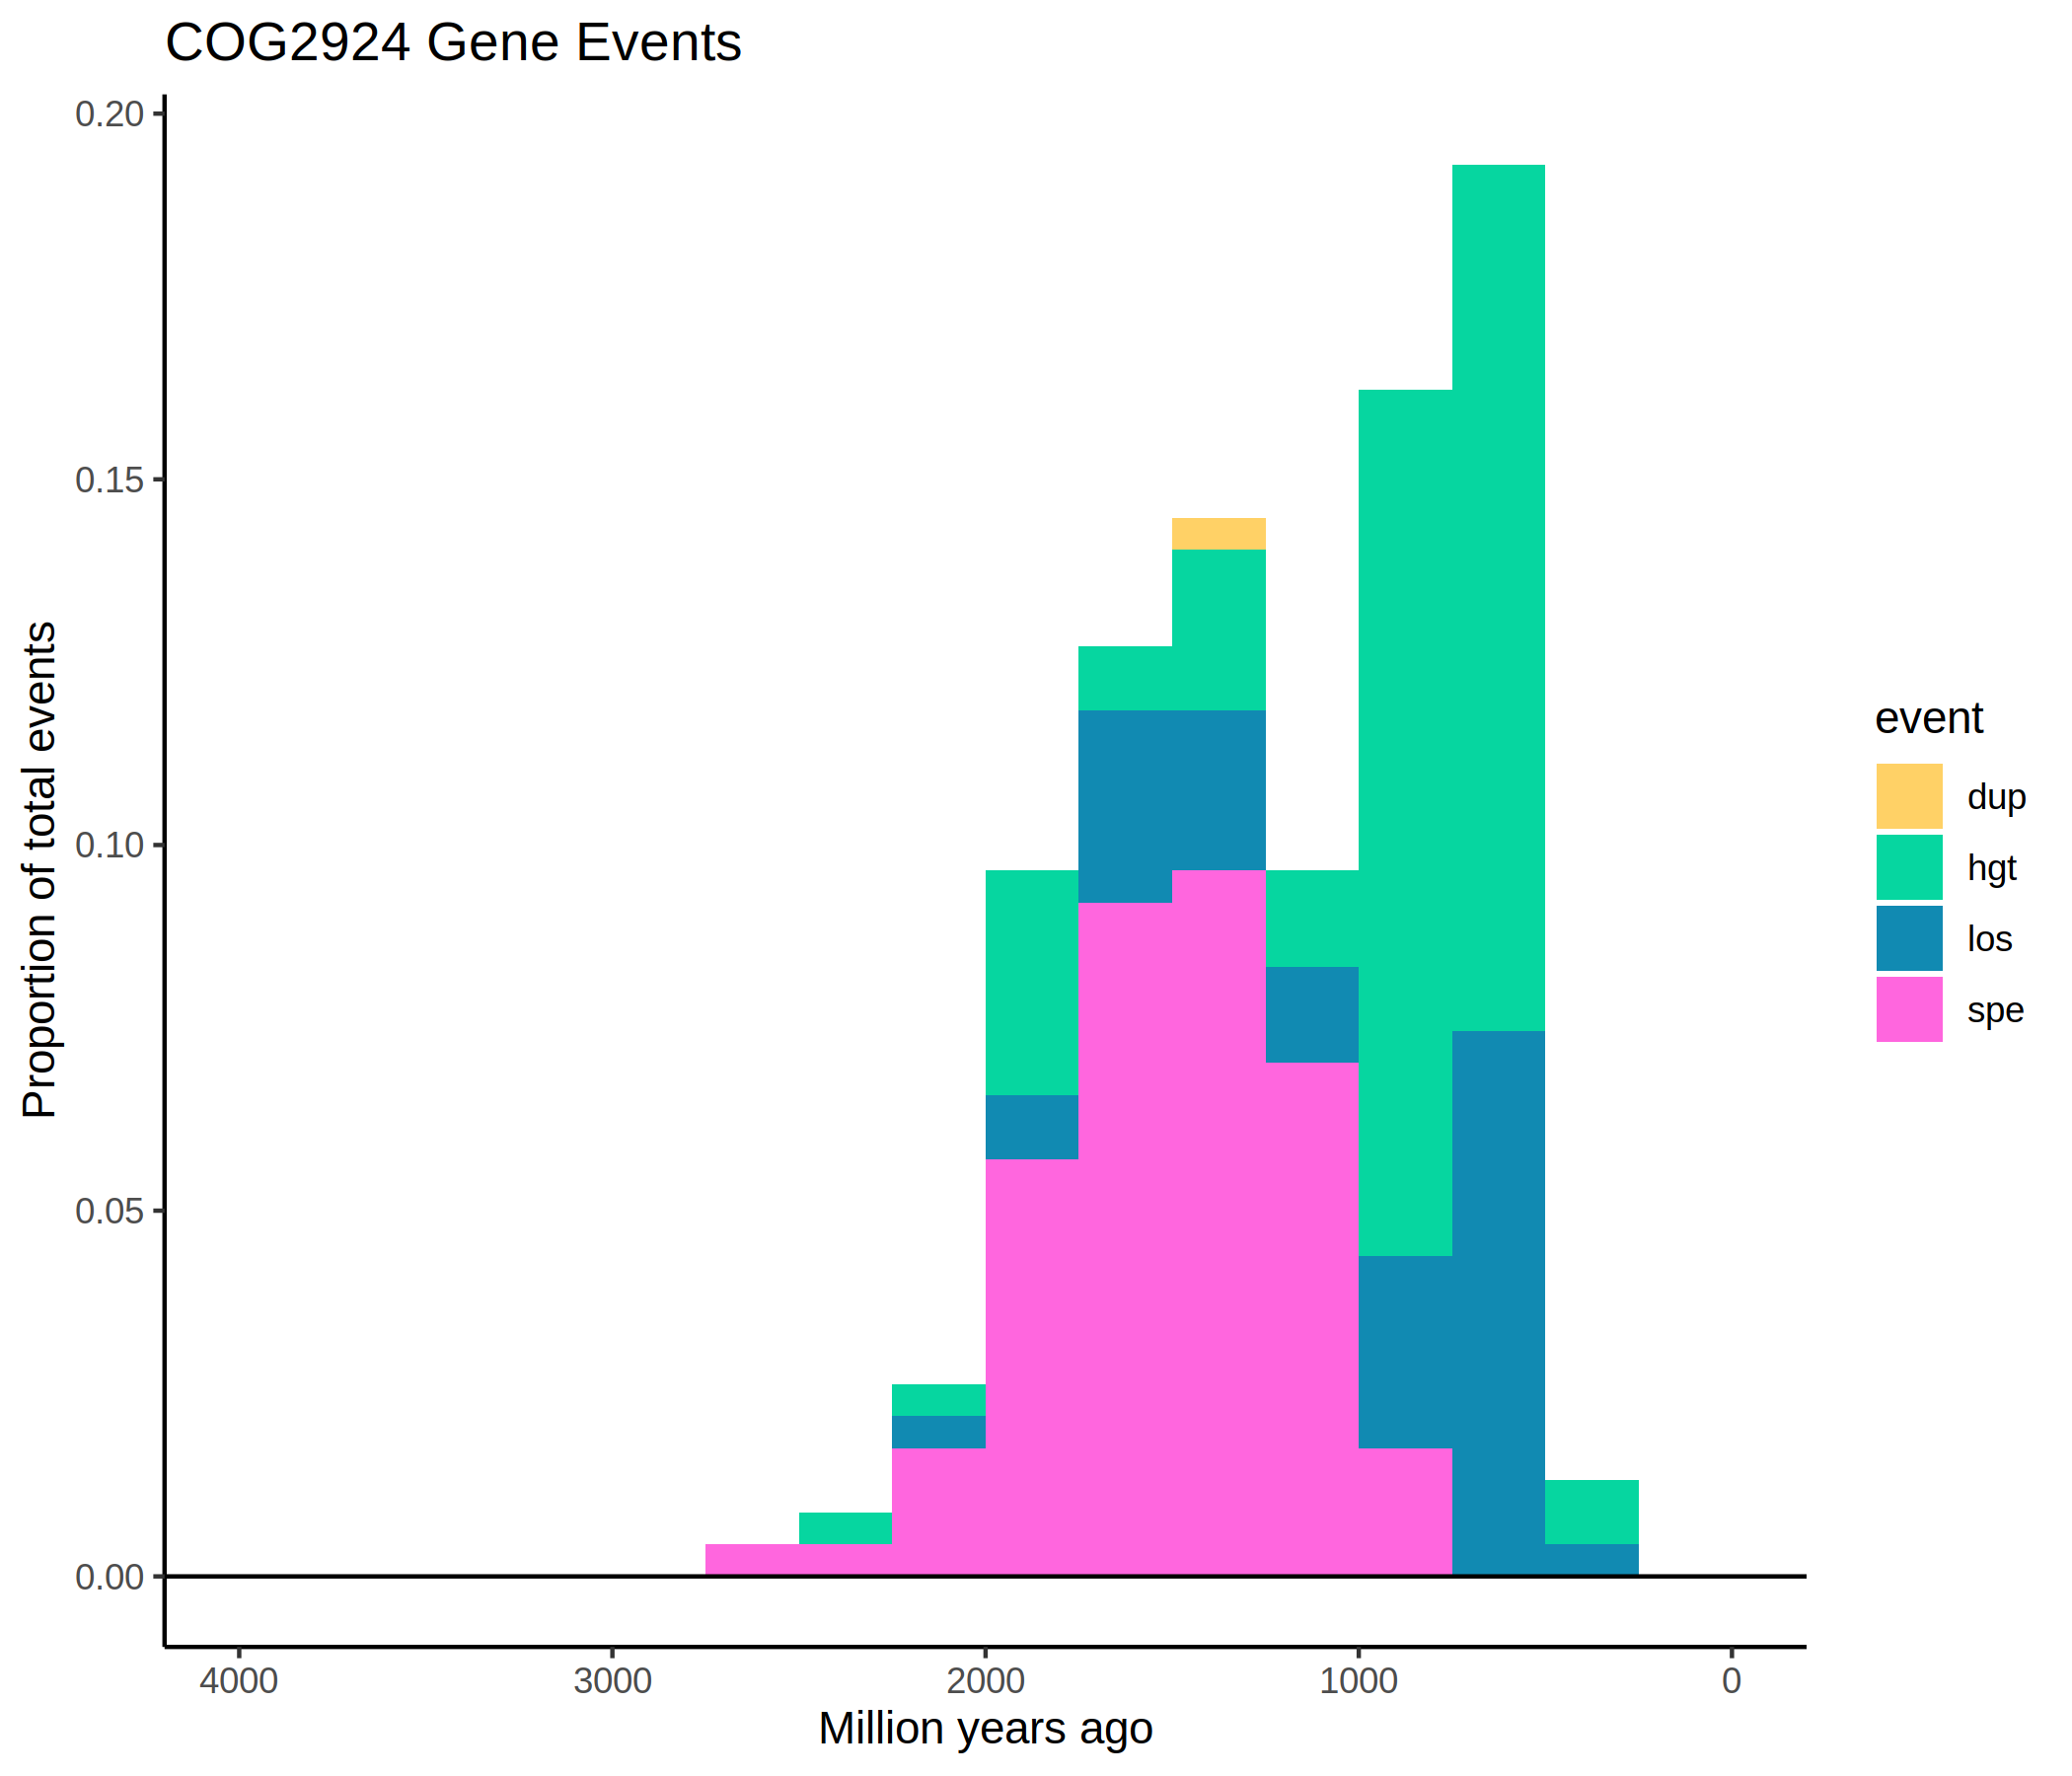 COG2924 Gene Events
Proportion of total events
0.20
0.15
0.10
0.05
0.00
4000 3000 2000 1000 0
Million years ago
event
dup
hgt
los
spe